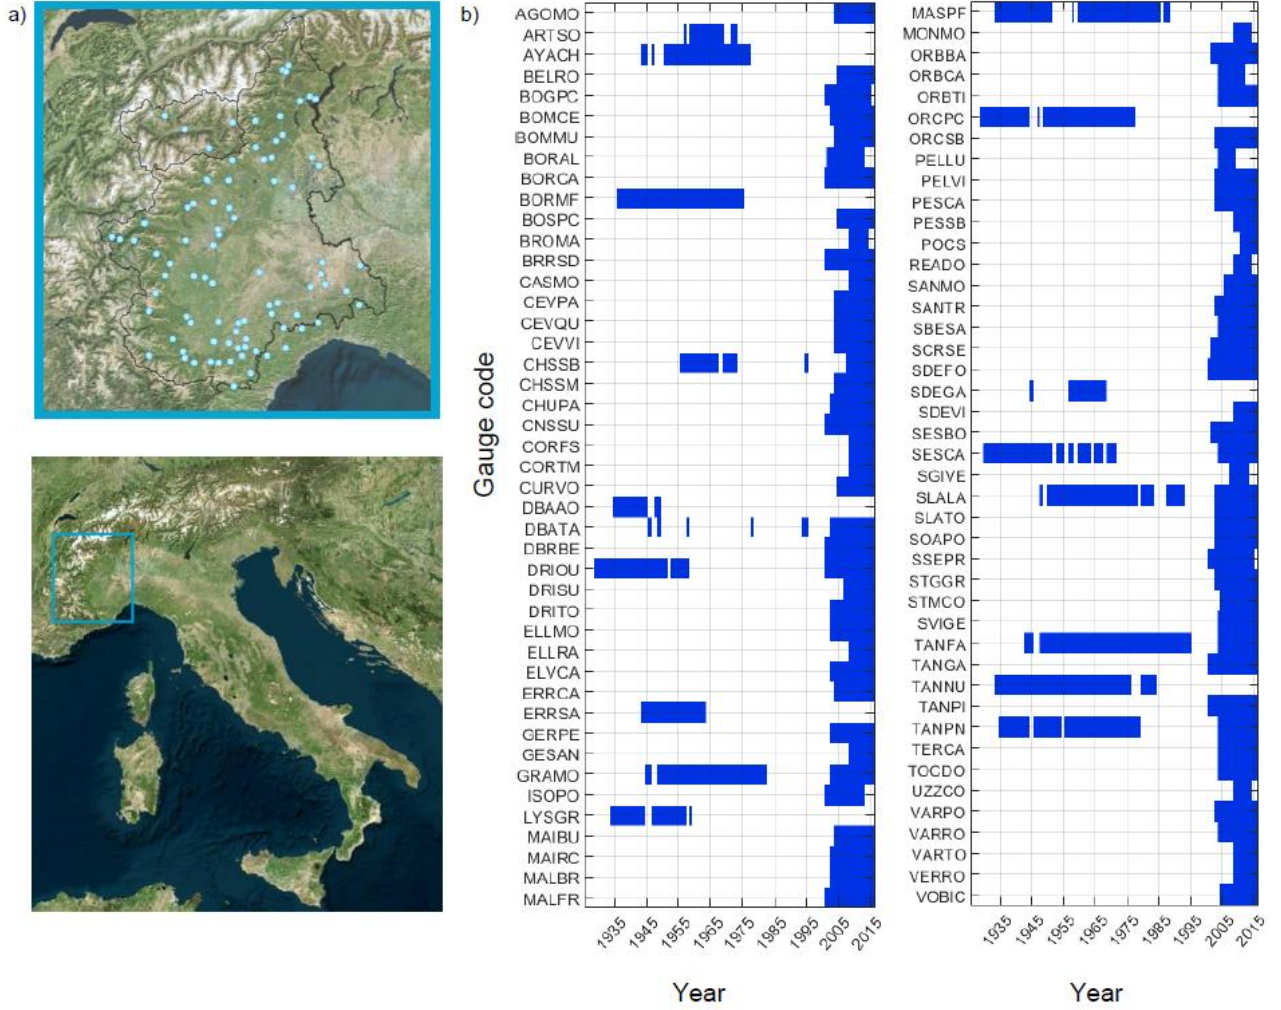 a)
b)
Gauge code
AGOMO
ARTSO
AYACH
BELRO
BOGPC
BOMCE
BOMMU
BORAL
BORCA
BORMF
BOSPC
BROMA
BRRSD
CASMO
CEVPA
CEVQU
CEVVI
CHSSB
CHSSM
CHUPA
CNSSU
CORFS
CORTM
CURVO
DBAAO
DBATA
DBRBE
DRIOU
DRISU
DRITO
ELLMO
ELLRA
ELVCA
ERRCA
ERRSA
GERPE
GESAN
GRAMO
ISOPO
LYSGR
MAIBU
MAIRC
MALBR
MALFR
1935 1945 1955 1965 1975 1985 1995 2005 2015
Year
MASPF
MONMO
ORBBA
ORBCA
ORBTI
ORCPC
ORCSB
PELLU
PELVI
PESCA
PESSB
POCS
READO
SANMO
SANTR
SBESA
SCRSE
SDEFO
SDEGA
SDEVI
SESBO
SESCA
SGIVE
SLALA
SLATO
SOAPO
SSEPR
STGGR
STMCO
SVIGE
TANFA
TANGA
TANNU
TANPI
TANPN
TERCA
TOCDO
UZZCO
VARPO
VARRO
VARTO
VERRO
VOBIC
1935 1945 1955 1965 1975 1985 1995 2005 2015
Year